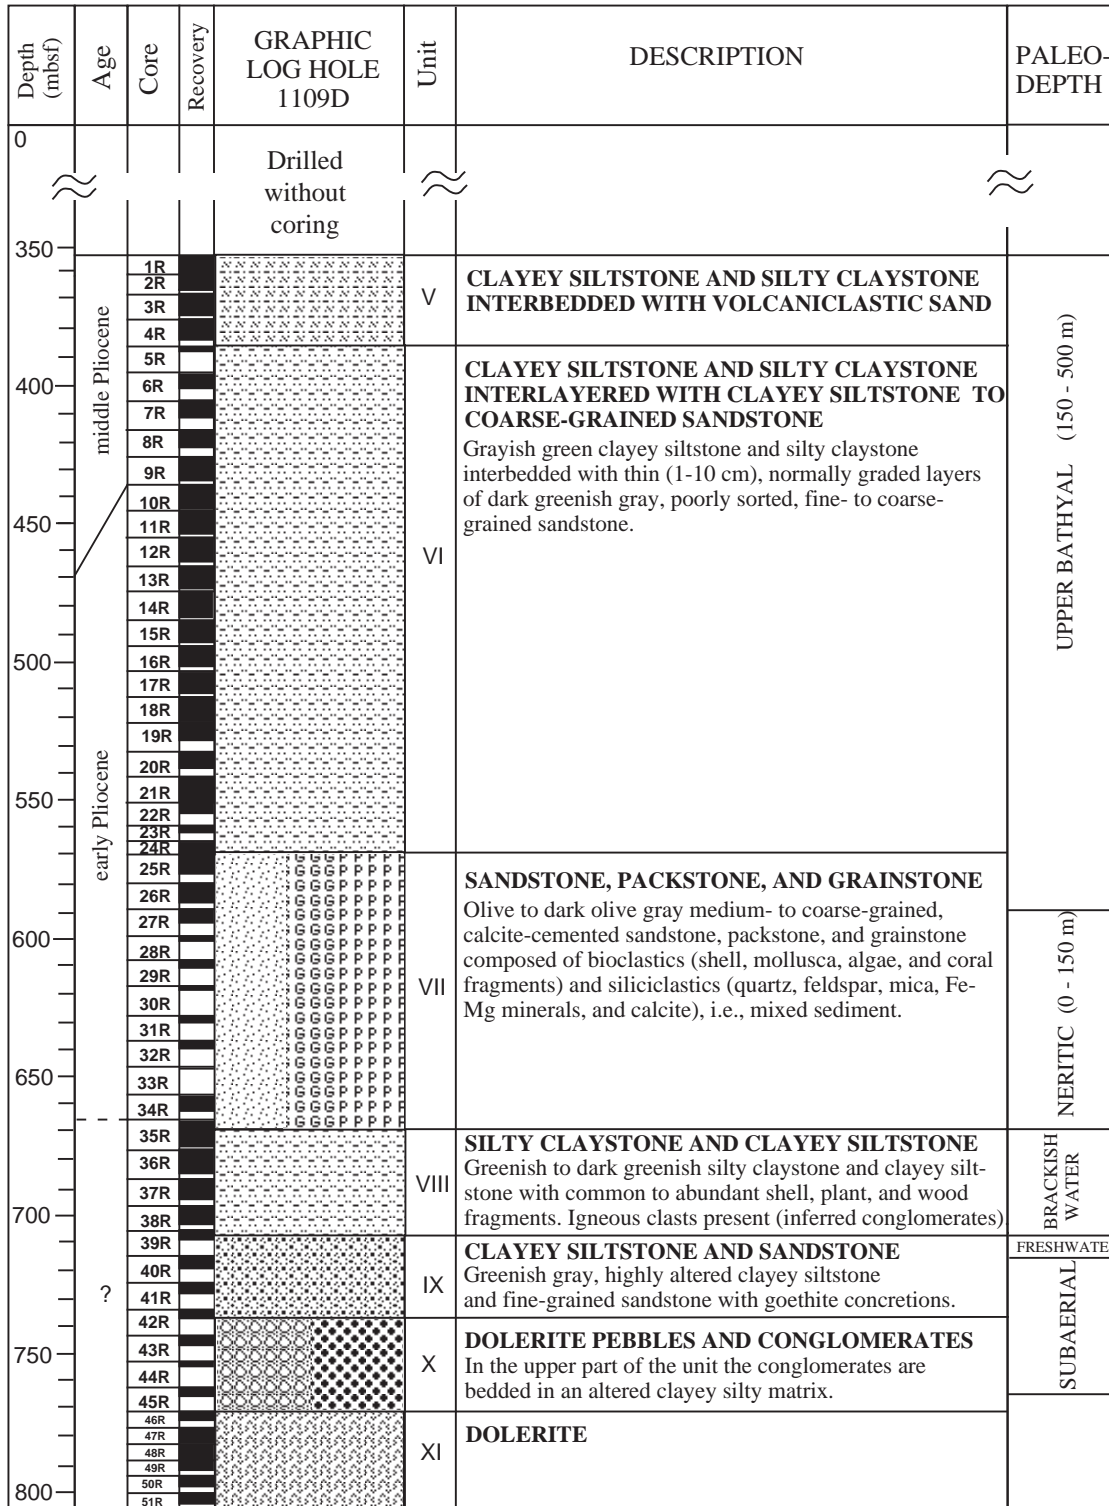 Depth
(mbsf)
Age
Core
Recovery
GRAPHIC
LOG HOLE
1109D
Unit
DESCRIPTION
PALEO-
DEPTH
0
Drilled
without
coring
350
400
450
500
550
600
650
700
750
800
middle Pliocene
early Pliocene
?
1R
2R
3R
4R
5R
6R
7R
8R
9R
10R
11R
12R
13R
14R
15R
16R
17R
18R
19R
20R
21R
22R
23R
24R
25R
26R
27R
28R
29R
30R
31R
32R
33R
34R
35R
36R
37R
38R
39R
40R
41R
42R
43R
44R
45R
46R
47R
48R
49R
50R
51R
GGGPPPPP
V
CLAYEY SILTSTONE AND SILTY CLAYSTONE
INTERBEDDED WITH VOLCANICLASTIC SAND
VI
CLAYEY SILTSTONE AND SILTY CLAYSTONE
INTERLAYERED WITH CLAYEY SILTSTONE TO
COARSE-GRAINED SANDSTONE
Grayish green clayey siltstone and silty claystone
interbedded with thin (1-10 cm), normally graded layers
of dark greenish gray, poorly sorted, fine- to coarse-
grained sandstone.
VII
SANDSTONE, PACKSTONE, AND GRAINSTONE
Olive to dark olive gray medium- to coarse-grained,
calcite-cemented sandstone, packstone, and grainstone
composed of bioclastics (shell, mollusca, algae, and coral
fragments) and siliciclastics (quartz, feldspar, mica, Fe-
Mg minerals, and calcite), i.e., mixed sediment.
VIII
SILTY CLAYSTONE AND CLAYEY SILTSTONE
Greenish to dark greenish silty claystone and clayey silt-
stone with common to abundant shell, plant, and wood
fragments. Igneous clasts present (inferred conglomerates).
IX
CLAYEY SILTSTONE AND SANDSTONE
Greenish gray, highly altered clayey siltstone
and fine-grained sandstone with goethite concretions.
X
DOLERITE PEBBLES AND CONGLOMERATES
In the upper part of the unit the conglomerates are
bedded in an altered clayey silty matrix.
XI
DOLERITE
UPPER BATHYAL (150 - 500 m)
NERITIC (0 - 150 m)
BRACKISH
WATER
FRESHWATE
SUBAERIAL